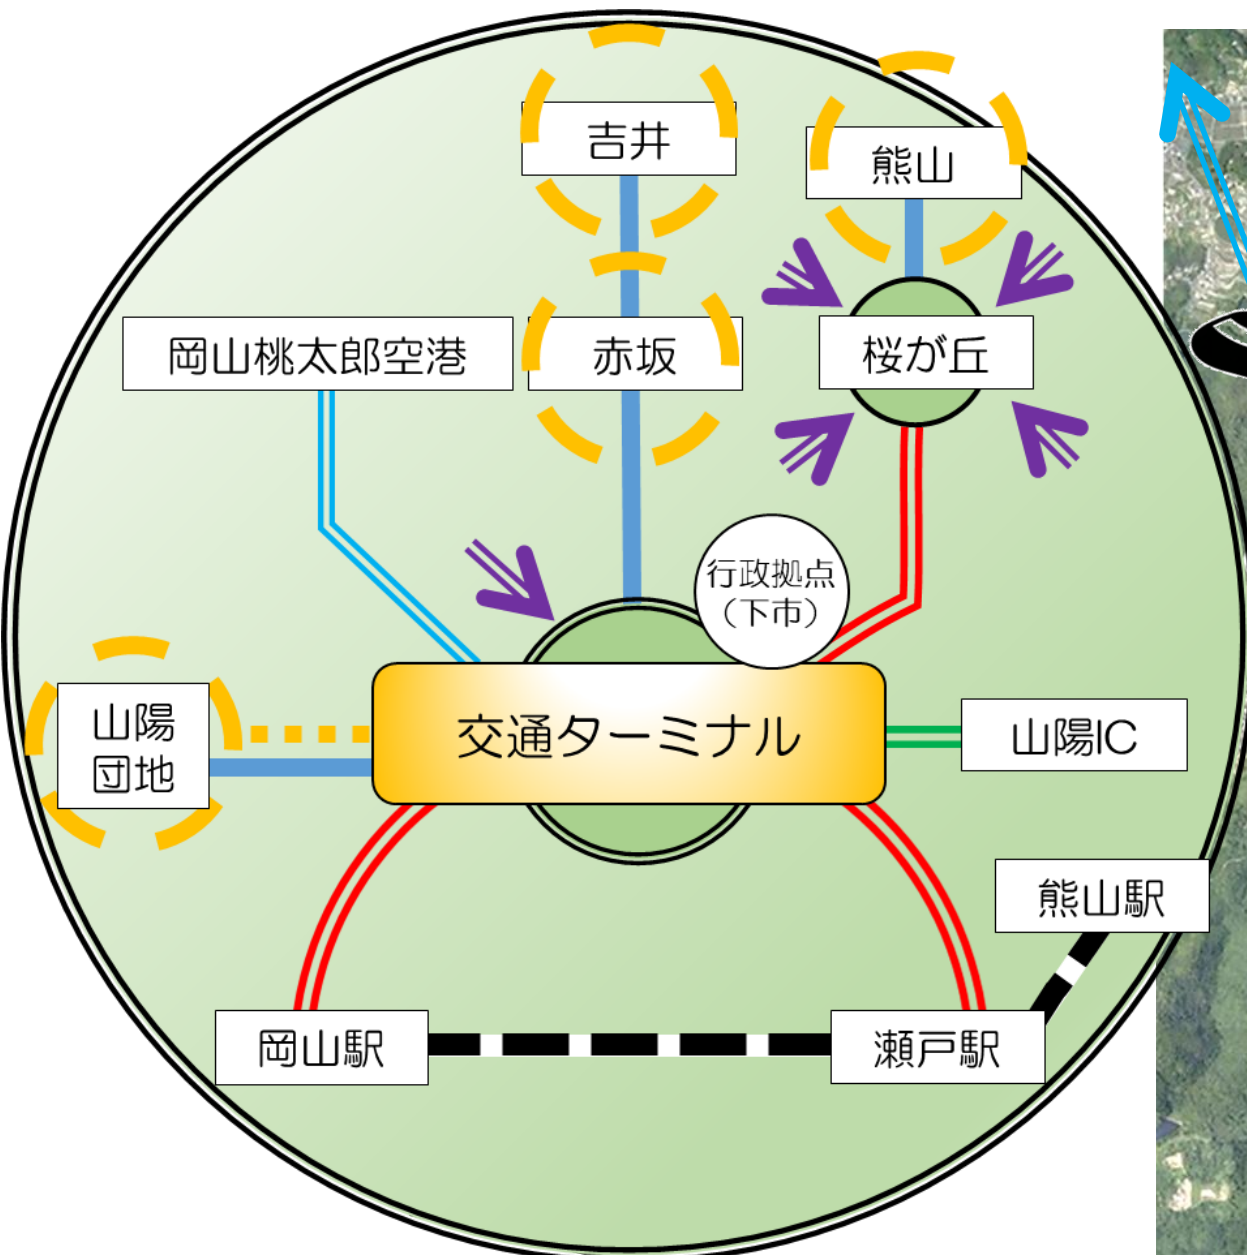 吉井
熊山
岡山桃太郎空港
赤坂
桜が丘
行政拠点
（下市）
山陽
団地
交通ターミナル
山陽IC
熊山駅
岡山駅
瀬戸駅